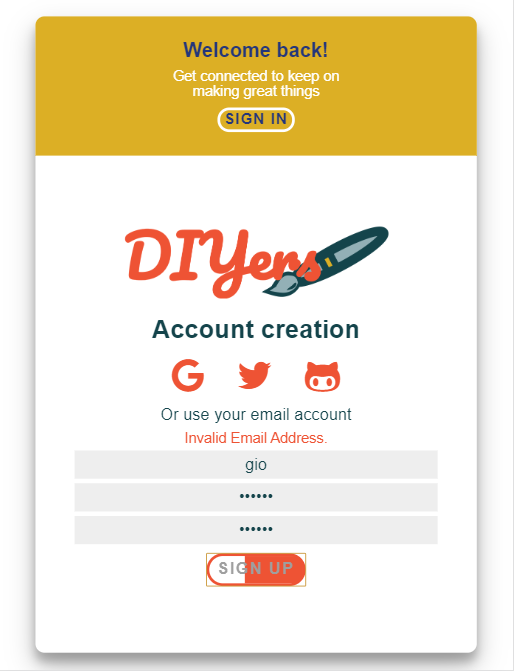 Welcome back!
Get connected to keep on
making great things
SIGN IN
DIYers
Account creation
Or use your email account
Invalid Email Address.
gio
••••••
••••••
SIGN UP